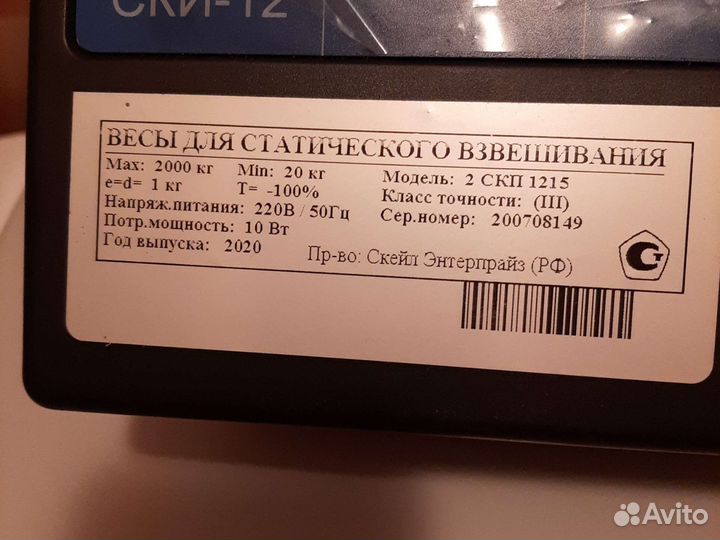 СКИ-12
ВЕСЫ ДЛЯ СТАТИЧЕСКОГО ВЗВЕШИВАНИЯ
Max: 2000 кг Min: 20 кг Модель: 2 СКП 1215
e=d= 1 кг T= -100% Класс точности: (III)
Напряж.питания: 220В / 50Гц Сер.номер: 200708149
Потр.мощность: 10 Вт
Год выпуска: 2020 Пр-во: Скейл Энтерпрайз (РФ)
Avito